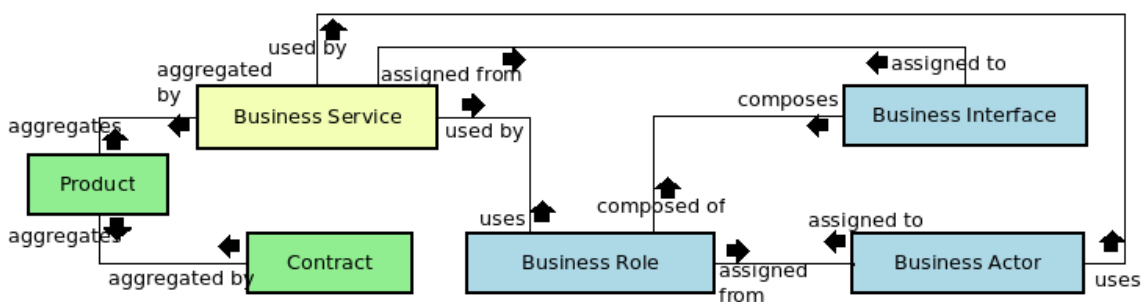 used by
aggregated
by
assigned from
assigned to
Business Service
composes
Business Interface
aggregates
used by
Product
uses
composed of
assigned to
aggregates
aggregated by
Contract
Business Role
assigned
from
Business Actor
uses